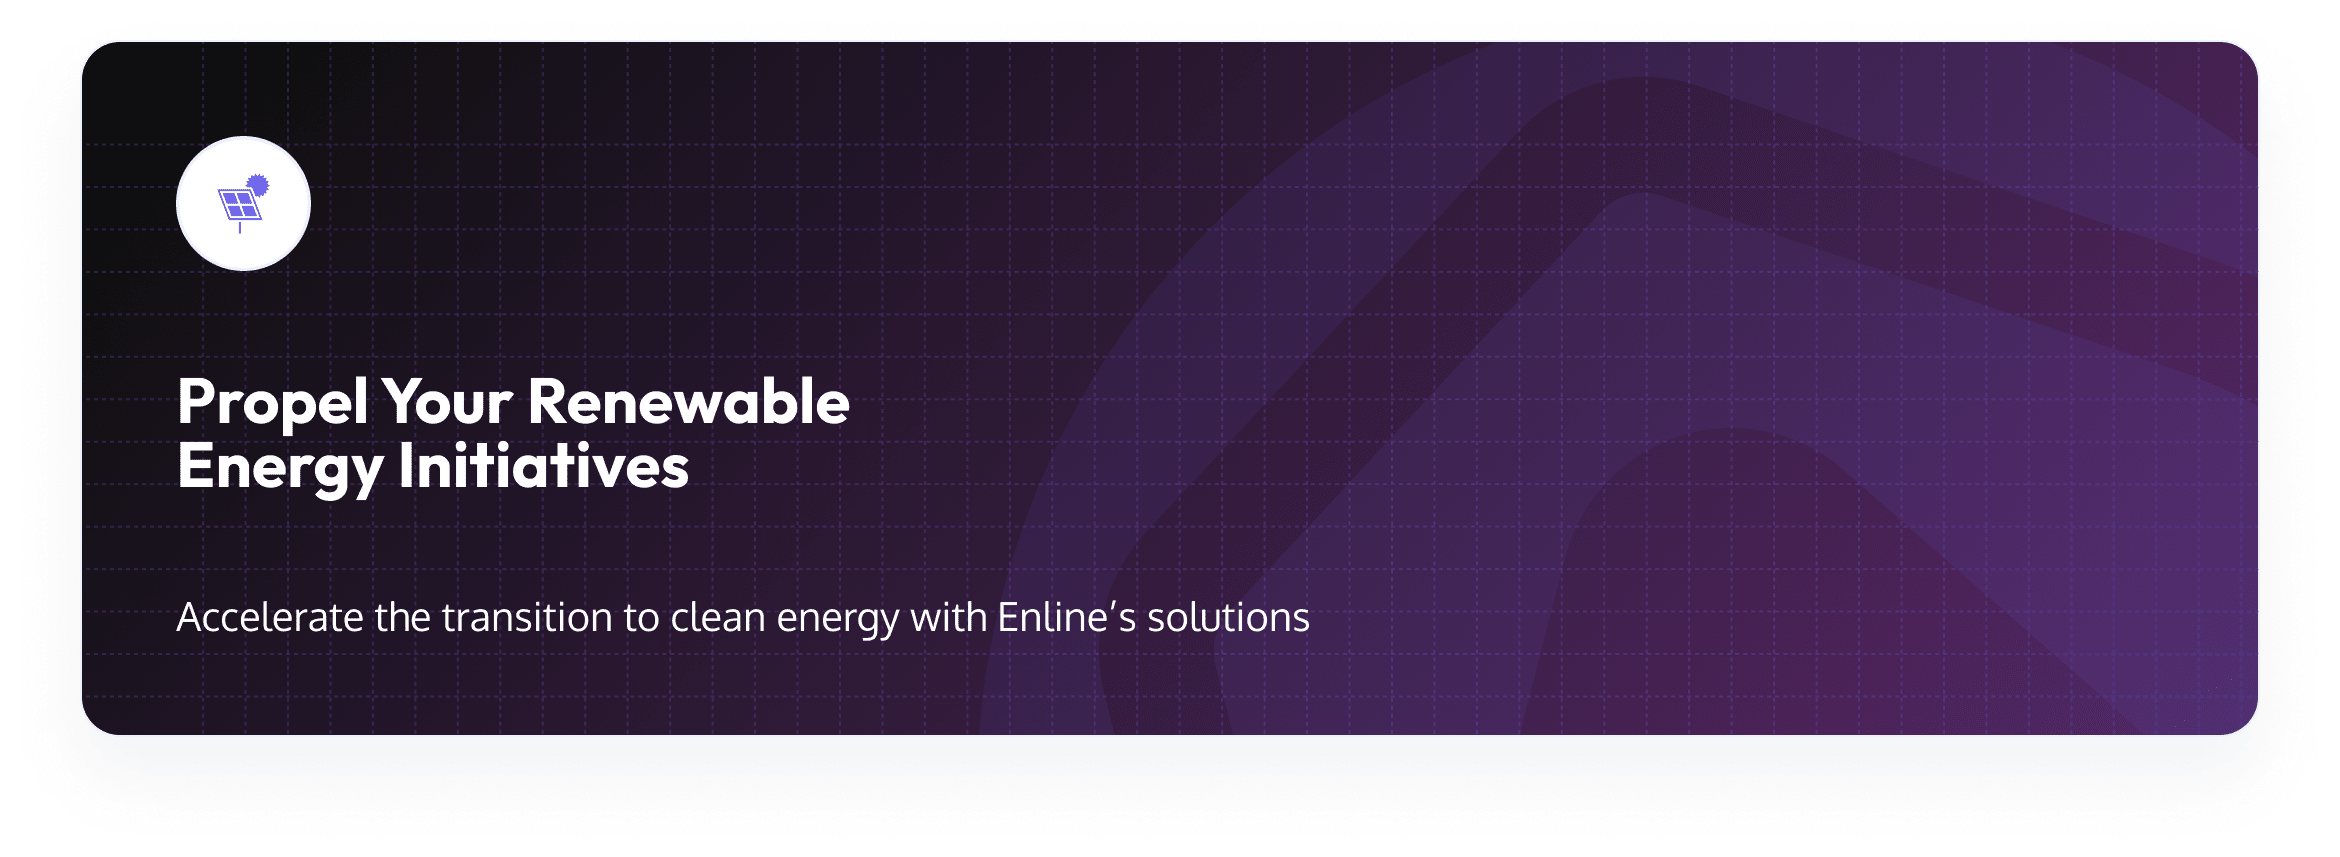 Propel Your Renewable
Energy Initiatives
Accelerate the transition to clean energy with Enline’s solutions